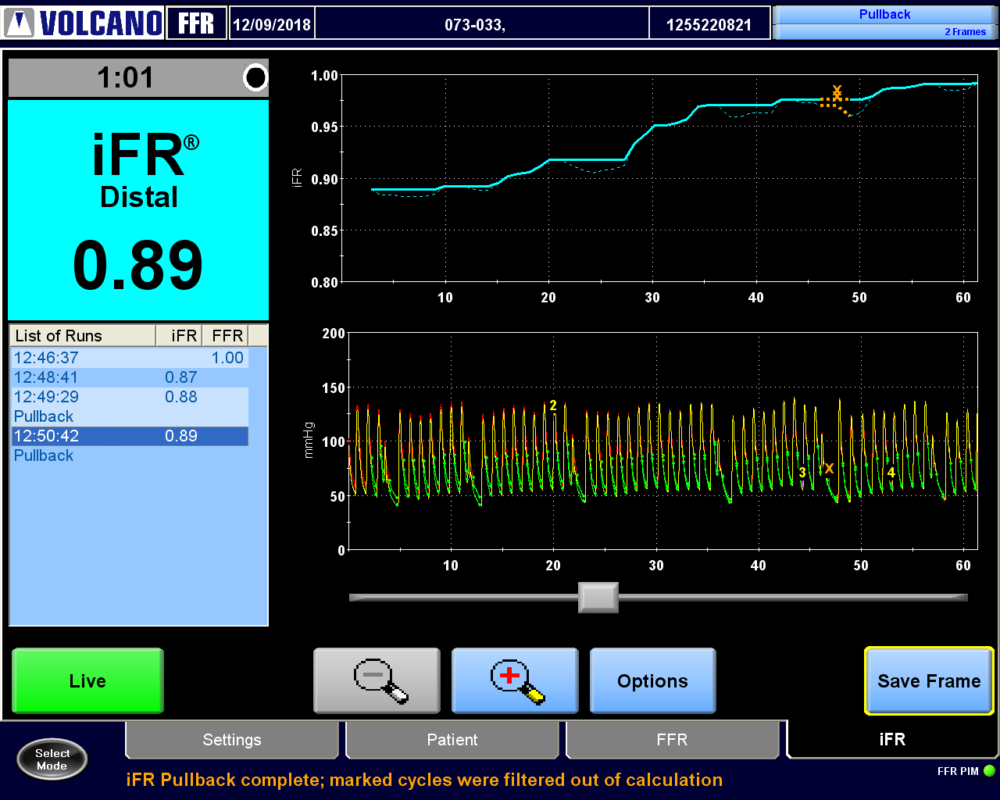 VOLCANO FFR 12/09/2018 073-033, 1255220821 Pullback
2 Frames
1:01
iFR®
Distal
0.89
List of Runs iFR FFR
12:46:37 1.00
12:48:41 0.87
12:49:29 0.88
Pullback
12:50:42 0.89
Pullback
1.00
0.95
0.90
0.85
0.80
iFR
X
X
10 20 30 40 50 60
200
150
100
50
0
mmHg
2
3 X 4
10 20 30 40 50 60
Live Options Save Frame
Settings Patient FFR iFR
Select
Mode
FFR PIM
iFR Pullback complete; marked cycles were filtered out of calculation